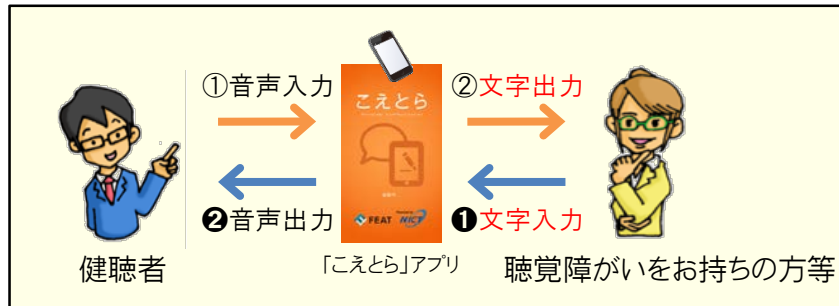 ①音声入力
②文字出力
こえとら
❷音声出力
❶文字入力
FEAT NICT
健聴者
「こえとら」アプリ
聴覚障がいをお持ちの方等